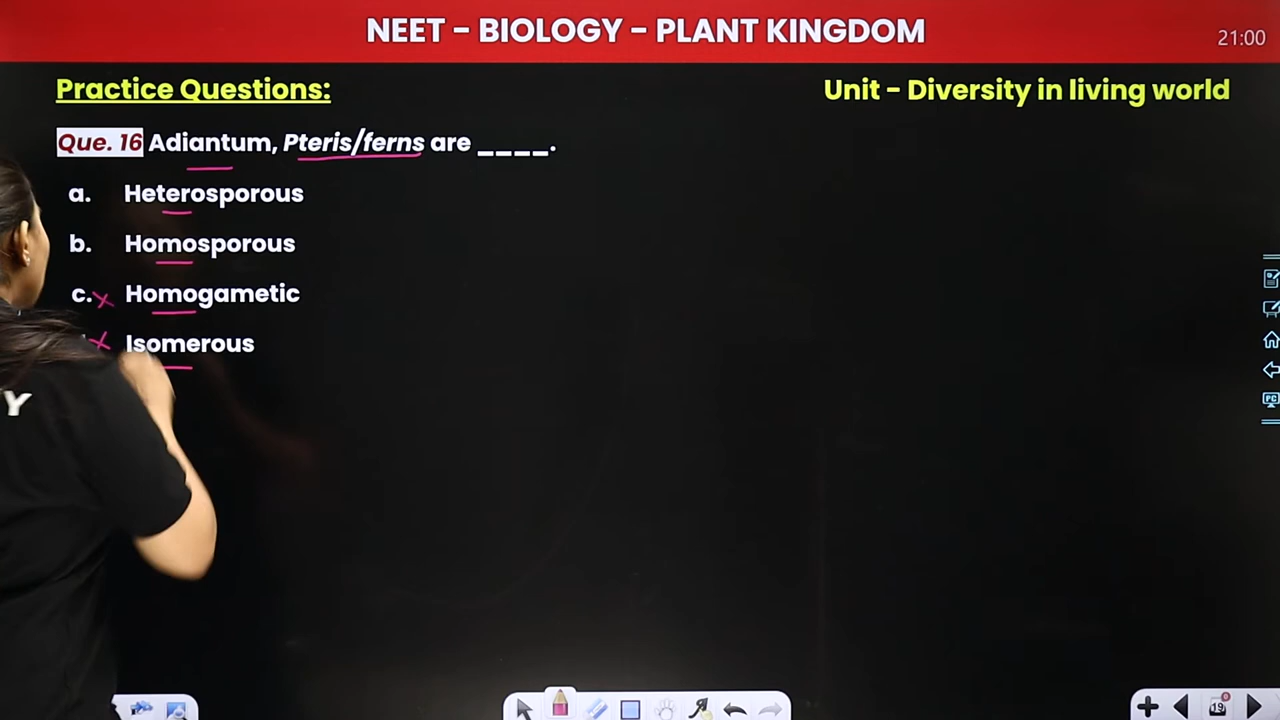 NEET - BIOLOGY - PLANT KINGDOM
21:00
Practice Questions:
Unit - Diversity in living world
Que. 16 Adiantum, Pteris/ferns are ____.
a. Heterosporous
b. Homosporous
c. Homogametic
Isomerous
Y
19